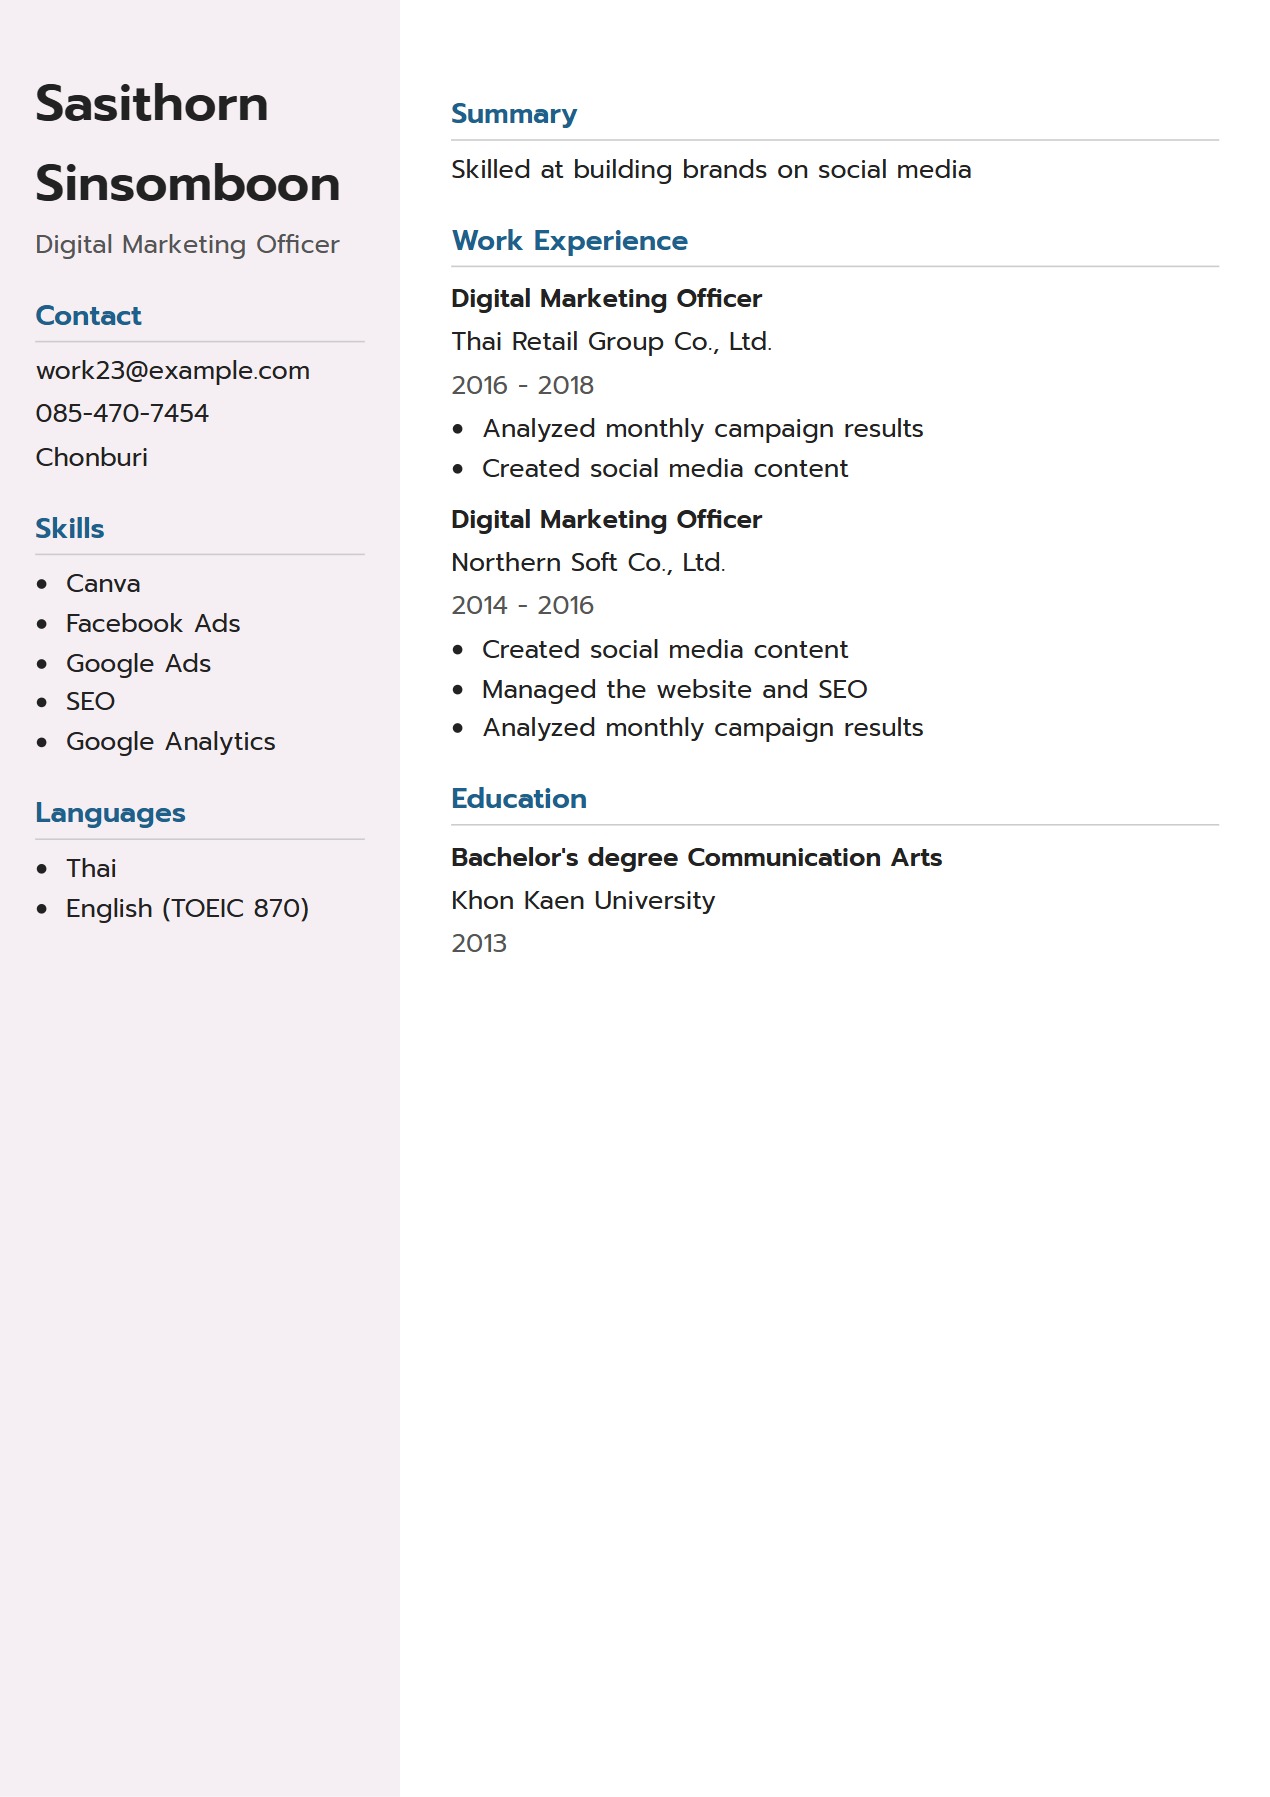 Sasithorn
Sinsomboon
Digital Marketing Officer
Contact
work23@example.com
085-470-7454
Chonburi
Skills
• Canva
• Facebook Ads
• Google Ads
• SEO
• Google Analytics
Languages
• Thai
• English (TOEIC 870)
Summary
Skilled at building brands on social media
Work Experience
Digital Marketing Officer
Thai Retail Group Co., Ltd.
2016 - 2018
• Analyzed monthly campaign results
• Created social media content
Digital Marketing Officer
Northern Soft Co., Ltd.
2014 - 2016
• Created social media content
• Managed the website and SEO
• Analyzed monthly campaign results
Education
Bachelor's degree Communication Arts
Khon Kaen University
2013